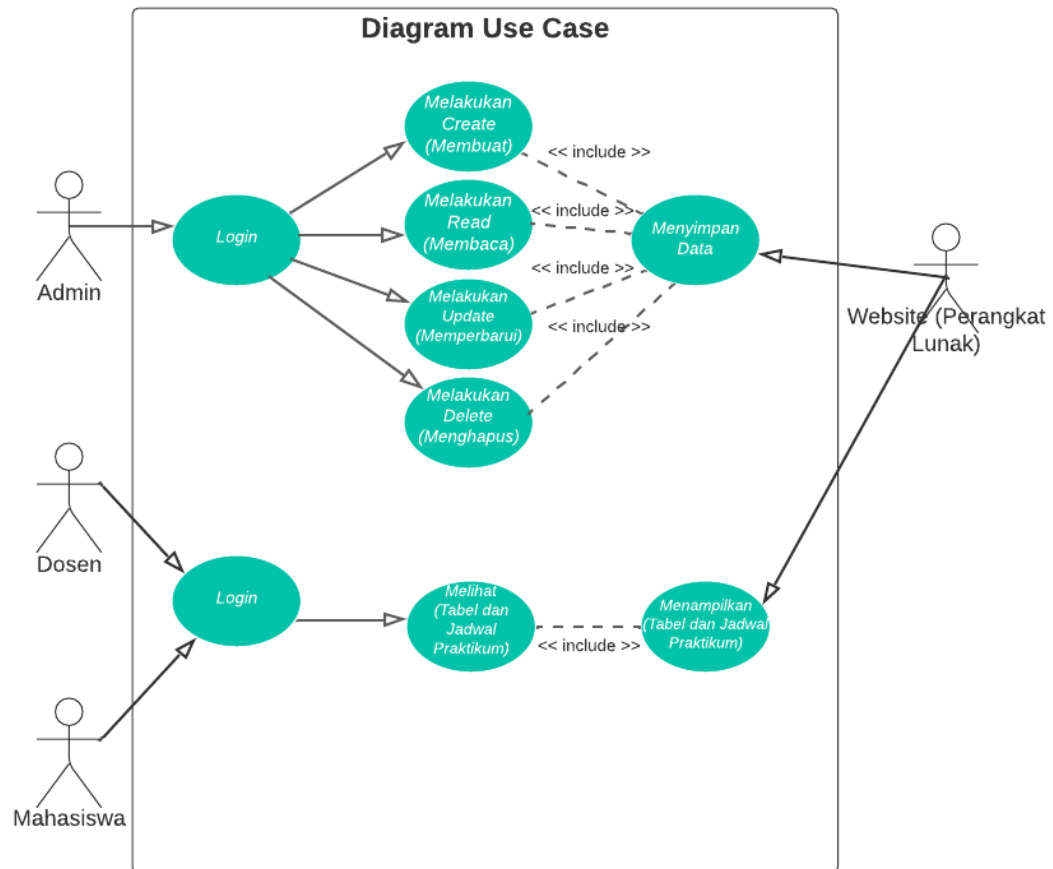 Diagram Use Case
Melakukan
Create
(Membuat)
<< include >>
Melakukan
Read
(Membaca)
<< include >>
Login
Menyimpan
Data
Admin
<< include >>
Melakukan
Update
(Memperbarui)
<< include >>
Website (Perangkat
Lunak)
Melakukan
Delete
(Menghapus)
Dosen
Login
Melihat
(Tabel dan
Jadwal
Praktikum)
<< include >>
Menampilkan
(Tabel dan Jadwal
Praktikum)
Mahasiswa